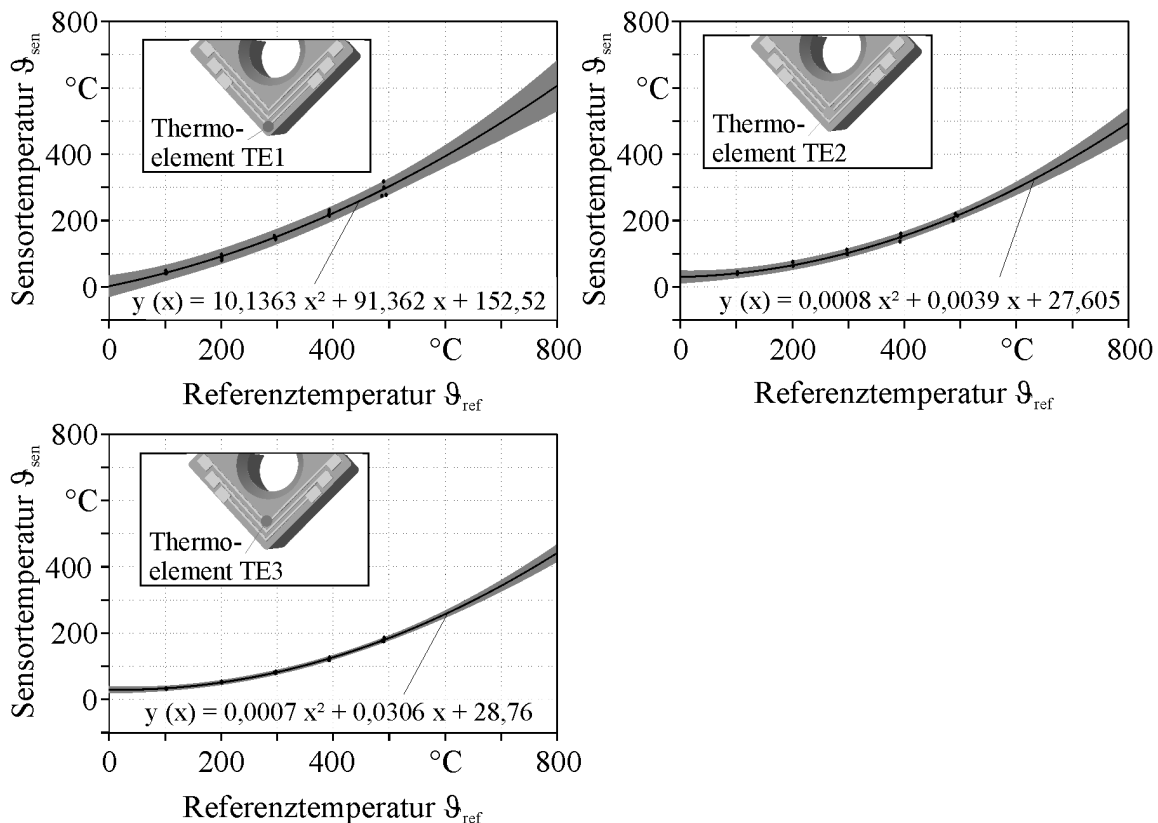 800
400
200
0
°C
Sensortemperatur ϑsen
Thermo-
element TE1
y (x) = 10,1363 x² + 91,362 x + 152,52
0 200 400 °C 800
Referenztemperatur ϑref
800
400
200
0
°C
Sensortemperatur ϑsen
Thermo-
element TE2
y (x) = 0,0008 x² + 0,0039 x + 27,605
0 200 400 °C 800
Referenztemperatur ϑref
800
°C
400
200
0
Sensortemperatur ϑsen
Thermo-
element TE3
y (x) = 0,0007 x² + 0,0306 x + 28,76
0 200 400 °C 800
Referenztemperatur ϑref